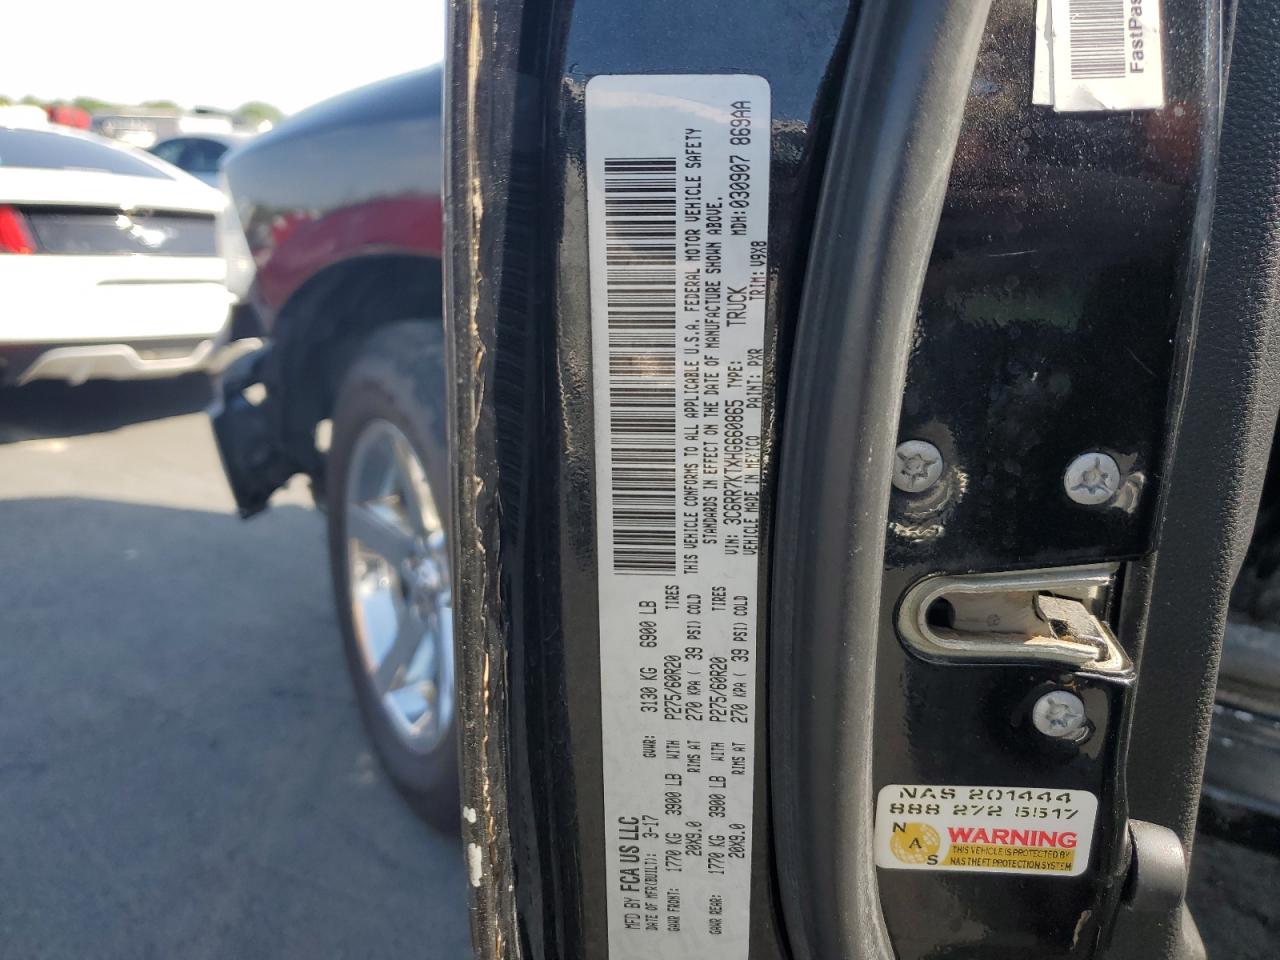 MFD BY FCA US LLC
DATE OF MFR(BUILT): 3-17 GVWR: 3130 KG 6900 LB
GAWR FRONT: 1770 KG 3900 LB WITH P275/60R20 TIRES
20X9.0 RIMS AT 270 KPA ( 39 PSI) COLD
GAWR REAR: 1770 KG 3900 LB WITH P275/60R20 TIRES
20X9.0 RIMS AT 270 KPA ( 39 PSI) COLD
THIS VEHICLE CONFORMS TO ALL APPLICABLE U.S.A. FEDERAL MOTOR VEHICLE SAFETY
STANDARDS IN EFFECT ON THE DATE OF MANUFACTURE SHOWN ABOVE.
VIN: 3C6RR7KTXHG660865 TYPE: TRUCK MDH:030907 869AA
VEHICLE MADE IN MEXICO PAINT: PXR TRIM: V9X8
FastPas
NAS 201444
888 272 5517
N A S
WARNING
THIS VEHICLE IS PROTECTED BY
NAS THEFT PROTECTION SYSTEM